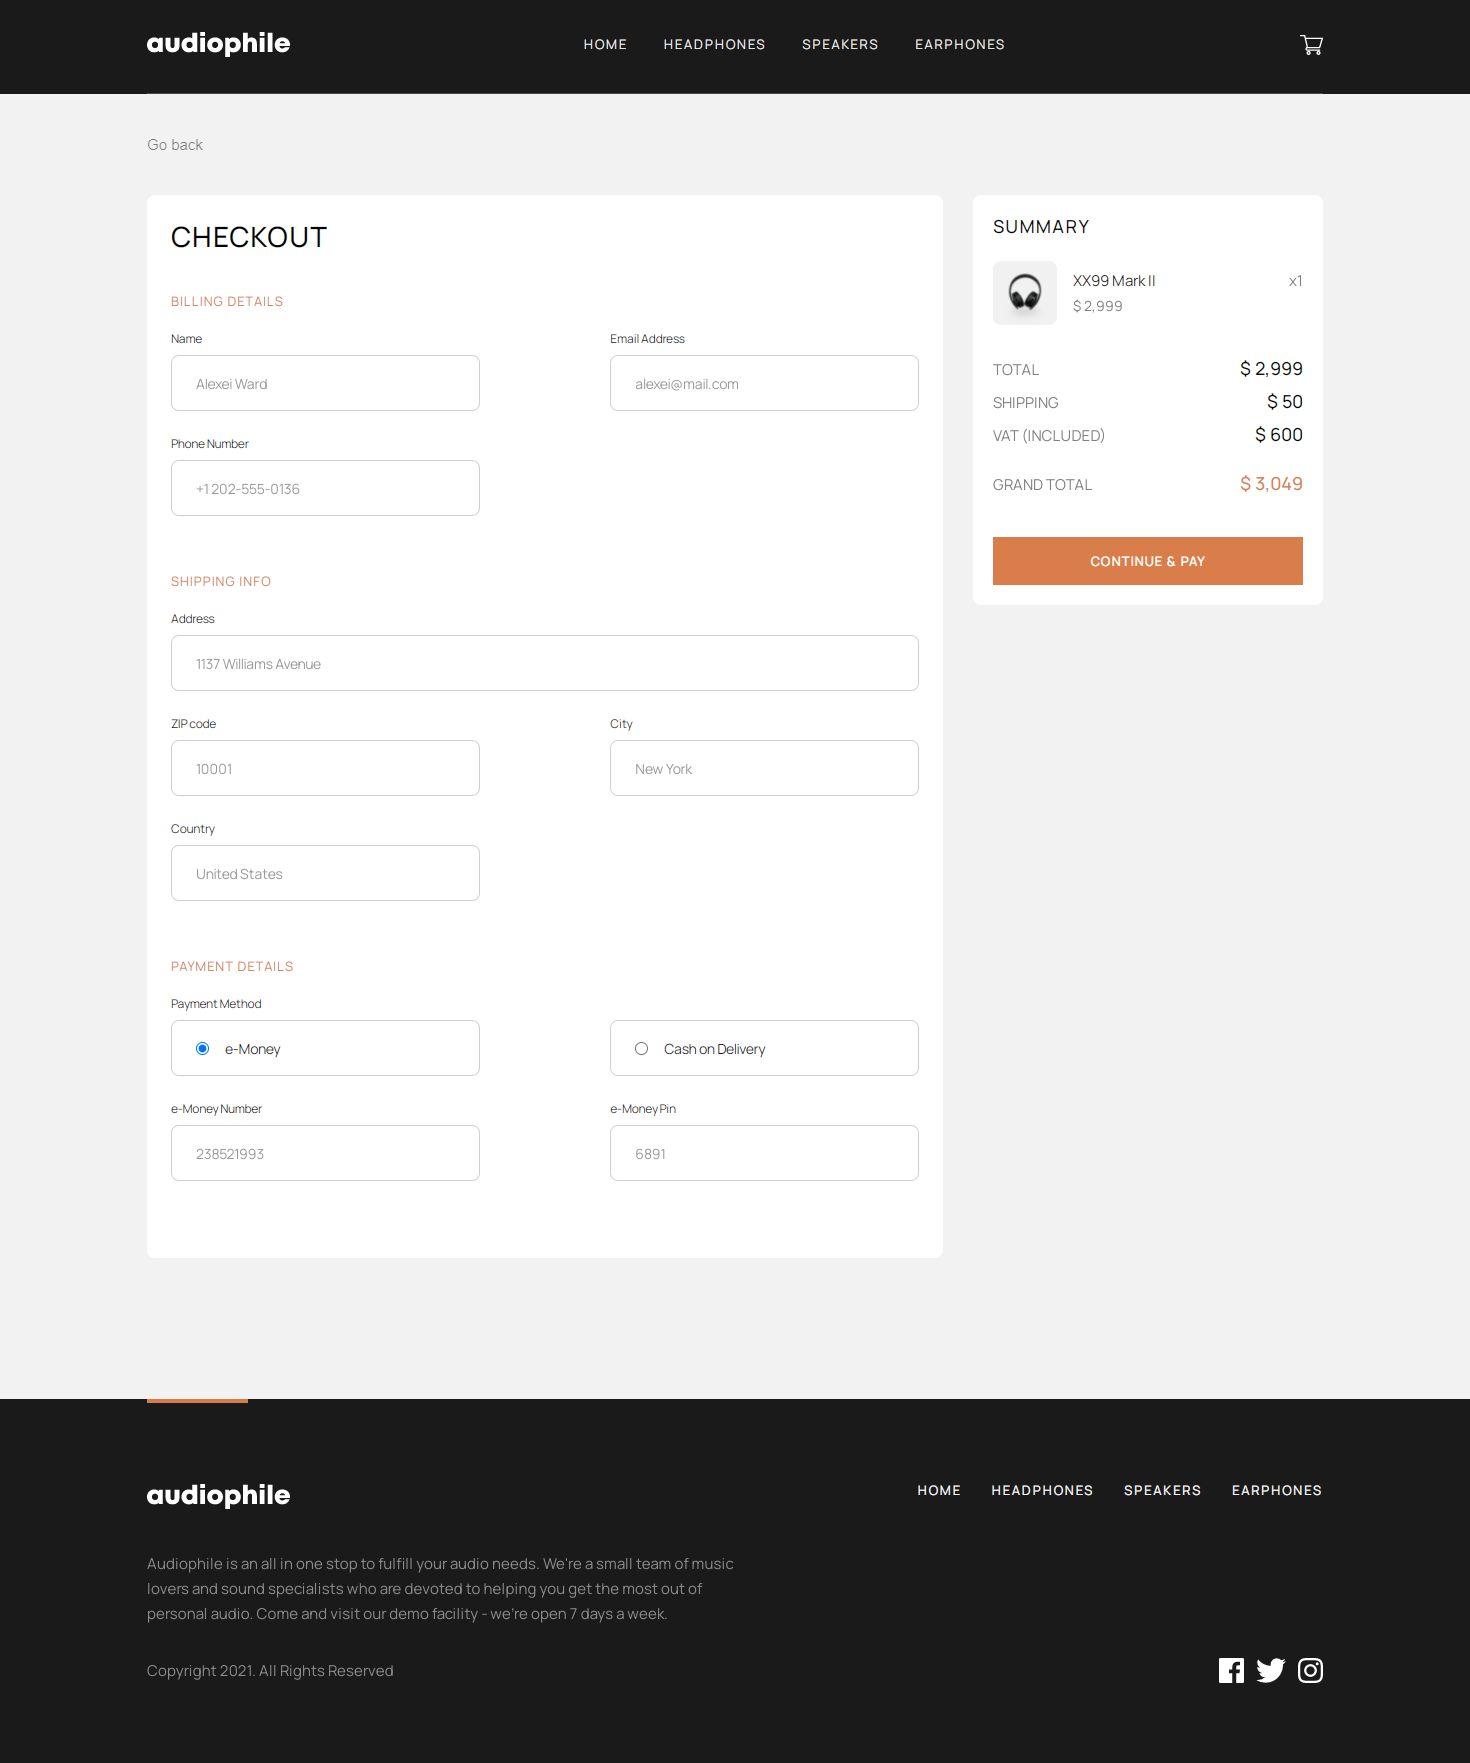 audiophile
HOME HEADPHONES SPEAKERS EARPHONES
Go back
CHECKOUT
BILLING DETAILS
Name Email Address
Alexei Ward alexei@mail.com
Phone Number
+1 202-555-0136
SHIPPING INFO
Address
1137 Williams Avenue
ZIP code City
10001 New York
Country
United States
PAYMENT DETAILS
Payment Method
e-Money Cash on Delivery
e-Money Number e-Money Pin
238521993 6891
SUMMARY
XX99 Mark II x1
$ 2,999
TOTAL $ 2,999
SHIPPING $ 50
VAT (INCLUDED) $ 600
GRAND TOTAL $ 3,049
CONTINUE & PAY
audiophile
HOME HEADPHONES SPEAKERS EARPHONES
Audiophile is an all in one stop to fulfill your audio needs. We're a small team of music
lovers and sound specialists who are devoted to helping you get the most out of
personal audio. Come and visit our demo facility - we're open 7 days a week.
Copyright 2021. All Rights Reserved